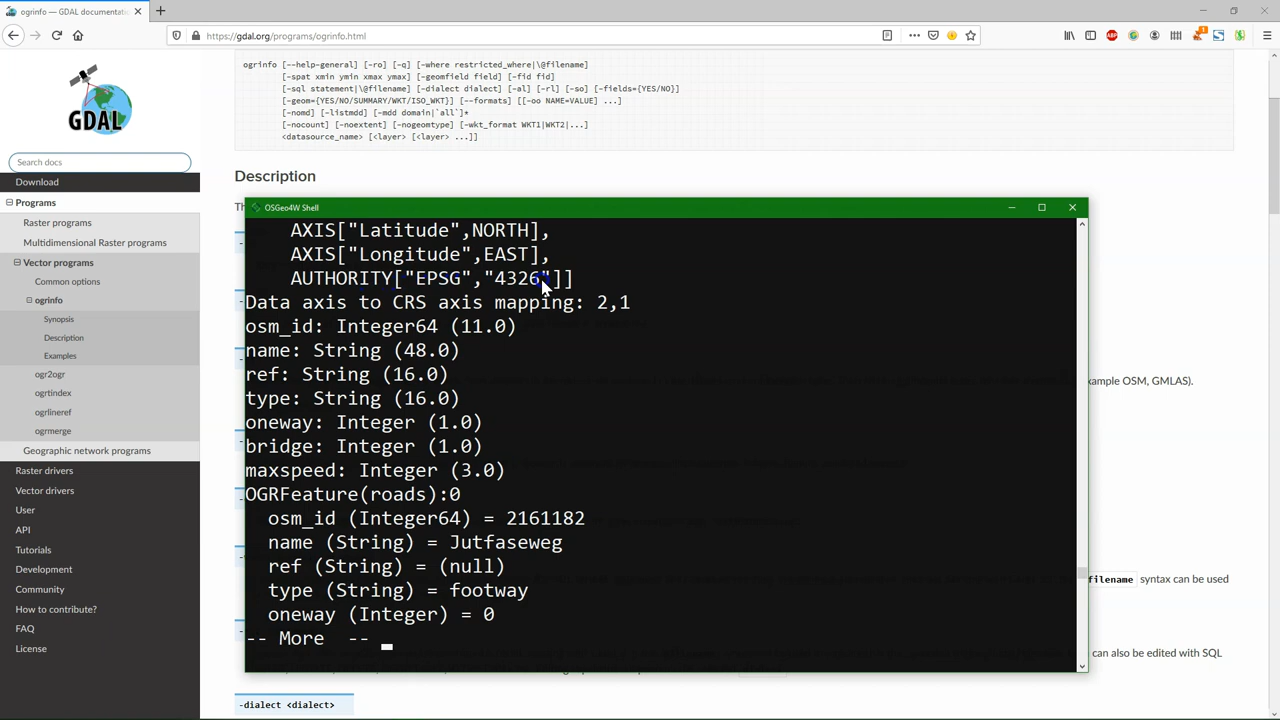 ogrinfo — GDAL documentation
https://gdal.org/programs/ogrinfo.html
GDAL
Search docs
Download
Programs
Raster programs
Multidimensional Raster programs
Vector programs
Common options
ogrinfo
Synopsis
Description
Examples
ogr2ogr
ogrtindex
ogrlineref
ogrmerge
Geographic network programs
Raster drivers
Vector drivers
User
API
Tutorials
Development
Community
How to contribute?
FAQ
License
ogrinfo [--help-general] [-ro] [-q] [-where restricted_where|\@filename]
[-spat xmin ymin xmax ymax] [-geomfield field] [-fid fid]
[-sql statement|\@filename] [-dialect dialect] [-al] [-rl] [-so] [-fields={YES/NO}]
[-geom={YES/NO/SUMMARY/WKT/ISO_WKT}] [--formats] [[-oo NAME=VALUE] ...]
[-nomd] [-listmdd] [-mdd domain|`all`]*
[-nocount] [-noextent] [-nogeomtype] [-wkt_format WKT1|WKT2|...]
<datasource_name> [<layer> [<layer> ...]]
Description
Th
OSGeo4W Shell
AXIS["Latitude",NORTH],
AXIS["Longitude",EAST],
AUTHORITY["EPSG","4326"]]
Data axis to CRS axis mapping: 2,1
osm_id: Integer64 (11.0)
name: String (48.0)
ref: String (16.0)
type: String (16.0)
oneway: Integer (1.0)
bridge: Integer (1.0)
maxspeed: Integer (3.0)
OGRFeature(roads):0
osm_id (Integer64) = 2161182
name (String) = Jutfaseweg
ref (String) = (null)
type (String) = footway
oneway (Integer) = 0
-- More  --
xample OSM, GMLAS).
filename syntax can be used
can also be edited with SQL
-dialect <dialect>